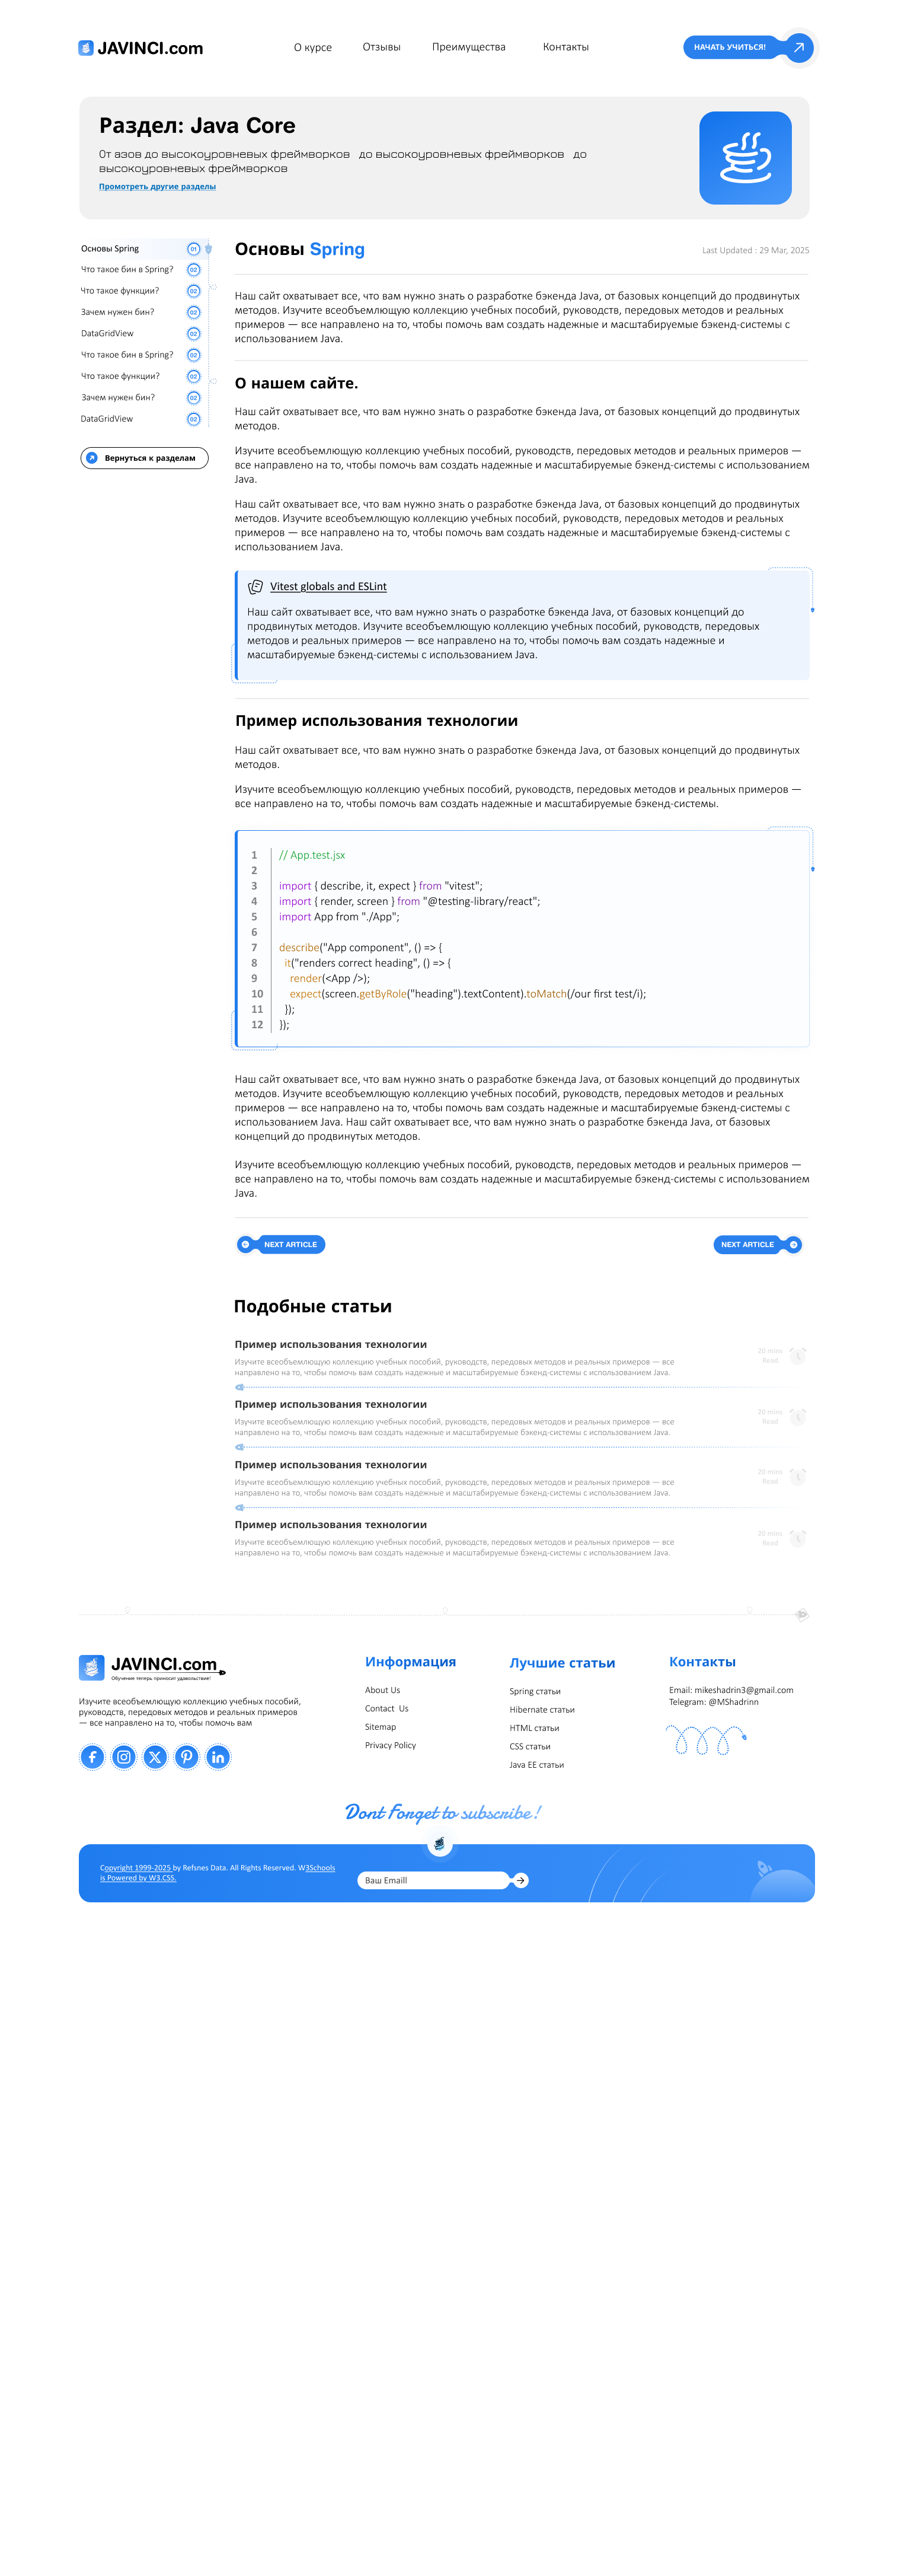 JAVINCI.com
О курсе
Отзывы
Преимущества
Контакты
НАЧАТЬ УЧИТЬСЯ!
Раздел: Java Core
От азов до высокоуровневых фреймворков до высокоуровневых фреймворков до
высокоуровневых фреймворков
Промотреть другие разделы
Основы Spring 01
Что такое бин в Spring? 02
Что такое функции? 02
Зачем нужен бин? 02
DataGridView 02
Что такое бин в Spring? 02
Что такое функции? 02
Зачем нужен бин? 02
DataGridView 02
Вернуться к разделам
Основы Spring
Last Updated : 29 Mar, 2025
Наш сайт охватывает все, что вам нужно знать о разработке бэкенда Java, от базовых концепций до продвинутых
методов. Изучите всеобъемлющую коллекцию учебных пособий, руководств, передовых методов и реальных
примеров — все направлено на то, чтобы помочь вам создать надежные и масштабируемые бэкенд-системы с
использованием Java.
О нашем сайте.
Наш сайт охватывает все, что вам нужно знать о разработке бэкенда Java, от базовых концепций до продвинутых
методов.
Изучите всеобъемлющую коллекцию учебных пособий, руководств, передовых методов и реальных примеров —
все направлено на то, чтобы помочь вам создать надежные и масштабируемые бэкенд-системы с использованием
Java.
Наш сайт охватывает все, что вам нужно знать о разработке бэкенда Java, от базовых концепций до продвинутых
методов. Изучите всеобъемлющую коллекцию учебных пособий, руководств, передовых методов и реальных
примеров — все направлено на то, чтобы помочь вам создать надежные и масштабируемые бэкенд-системы с
использованием Java.
Vitest globals and ESLint
Наш сайт охватывает все, что вам нужно знать о разработке бэкенда Java, от базовых концепций до
продвинутых методов. Изучите всеобъемлющую коллекцию учебных пособий, руководств, передовых
методов и реальных примеров — все направлено на то, чтобы помочь вам создать надежные и
масштабируемые бэкенд-системы с использованием Java.
Пример использования технологии
Наш сайт охватывает все, что вам нужно знать о разработке бэкенда Java, от базовых концепций до продвинутых
методов.
Изучите всеобъемлющую коллекцию учебных пособий, руководств, передовых методов и реальных примеров —
все направлено на то, чтобы помочь вам создать надежные и масштабируемые бэкенд-системы.
1 // App.test.jsx
2
3 import { describe, it, expect } from "vitest";
4 import { render, screen } from "@testing-library/react";
5 import App from "./App";
6
7 describe("App component", () => {
8 it("renders correct heading", () => {
9 render(<App />);
10 expect(screen.getByRole("heading").textContent).toMatch(/our first test/i);
11 });
12 });
Наш сайт охватывает все, что вам нужно знать о разработке бэкенда Java, от базовых концепций до продвинутых
методов. Изучите всеобъемлющую коллекцию учебных пособий, руководств, передовых методов и реальных
примеров — все направлено на то, чтобы помочь вам создать надежные и масштабируемые бэкенд-системы с
использованием Java. Наш сайт охватывает все, что вам нужно знать о разработке бэкенда Java, от базовых
концепций до продвинутых методов.
Изучите всеобъемлющую коллекцию учебных пособий, руководств, передовых методов и реальных примеров —
все направлено на то, чтобы помочь вам создать надежные и масштабируемые бэкенд-системы с использованием
Java.
NEXT ARTICLE
NEXT ARTICLE
Подобные статьи
Пример использования технологии
Изучите всеобъемлющую коллекцию учебных пособий, руководств, передовых методов и реальных примеров — все
направлено на то, чтобы помочь вам создать надежные и масштабируемые бэкенд-системы с использованием Java.
20 mins
Read
Пример использования технологии
Изучите всеобъемлющую коллекцию учебных пособий, руководств, передовых методов и реальных примеров — все
направлено на то, чтобы помочь вам создать надежные и масштабируемые бэкенд-системы с использованием Java.
20 mins
Read
Пример использования технологии
Изучите всеобъемлющую коллекцию учебных пособий, руководств, передовых методов и реальных примеров — все
направлено на то, чтобы помочь вам создать надежные и масштабируемые бэкенд-системы с использованием Java.
20 mins
Read
Пример использования технологии
Изучите всеобъемлющую коллекцию учебных пособий, руководств, передовых методов и реальных примеров — все
направлено на то, чтобы помочь вам создать надежные и масштабируемые бэкенд-системы с использованием Java.
20 mins
Read
JAVINCI.com
Обучение теперь приносит удовольствие!
Изучите всеобъемлющую коллекцию учебных пособий,
руководств, передовых методов и реальных примеров
— все направлено на то, чтобы помочь вам
Информация
About Us
Contact Us
Sitemap
Privacy Policy
Лучшие статьи
Spring статьи
Hibernate статьи
HTML статьи
CSS статьи
Java EE статьи
Контакты
Email: mikeshadrin3@gmail.com
Telegram: @MShadrinn
Dont Forget to subscribe!
Copyright 1999-2025 by Refsnes Data. All Rights Reserved. W3Schools
is Powered by W3.CSS.
Ваш Emaill